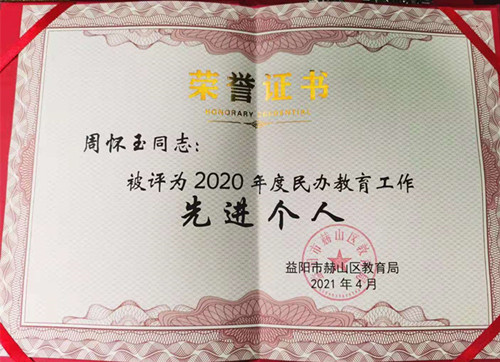 荣誉证书
HONORARY CREDENTIAL
周怀玉同志：
被评为2020年度民办教育工作
先进个人
益阳市赫山区教育局
2021年4月